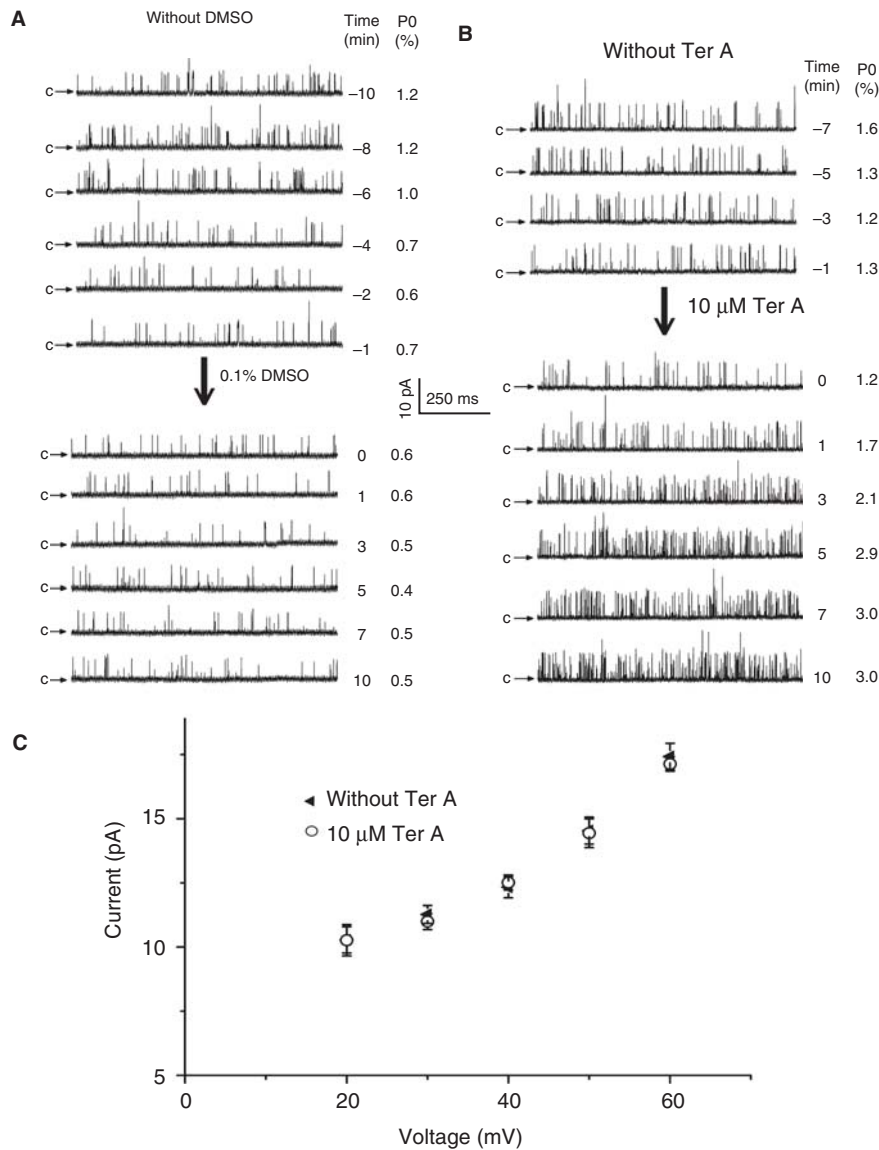 A
Without DMSO
Time (min)
P0 (%)
c
–10 1.2
c
–8 1.2
c
–6 1.0
c
–4 0.7
c
–2 0.6
c
–1 0.7
0.1% DMSO
10 pA
250 ms
c
0 0.6
c
1 0.6
c
3 0.5
c
5 0.4
c
7 0.5
c
10 0.5
B
Without Ter A
Time (min)
P0 (%)
c
–7 1.6
c
–5 1.3
c
–3 1.2
c
–1 1.3
10 μM Ter A
c
0 1.2
c
1 1.7
c
3 2.1
c
5 2.9
c
7 3.0
c
10 3.0
C
Without Ter A
10 μM Ter A
Current (pA)
15
10
5
0 20 40 60
Voltage (mV)